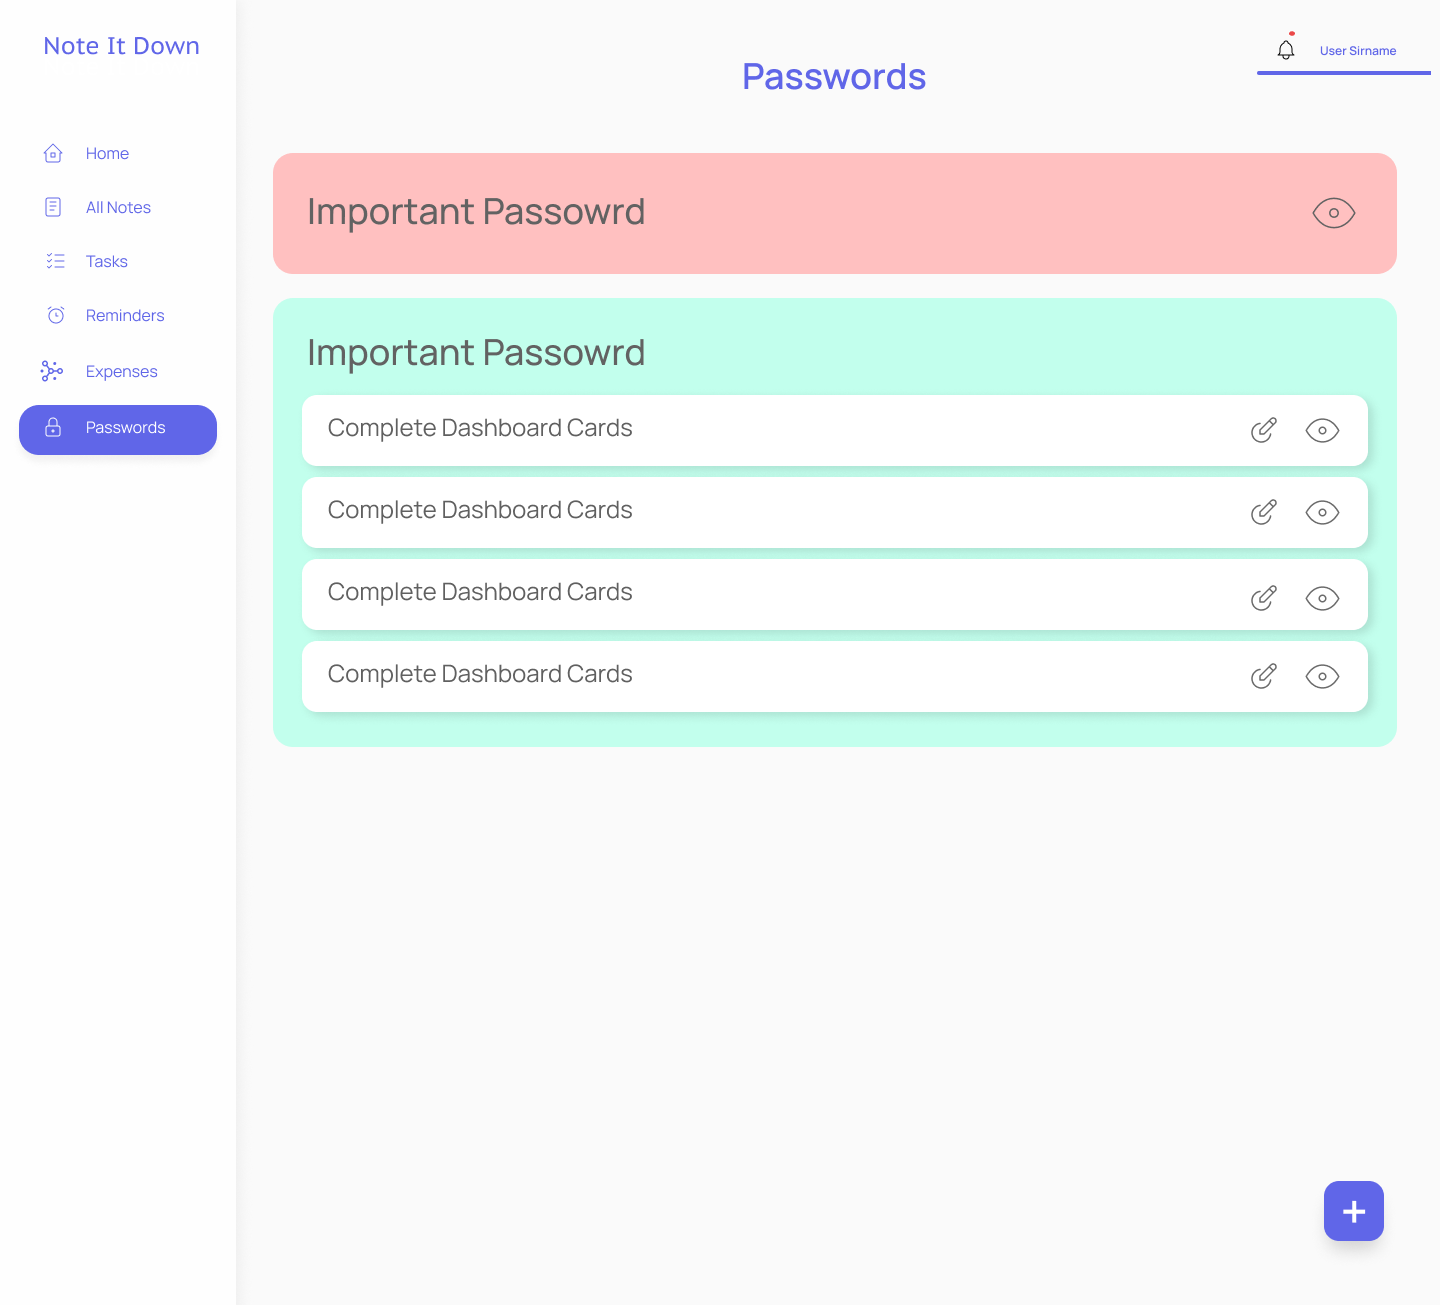 Note It Down
User Sirname
Passwords
Home
All Notes
Tasks
Reminders
Expenses
Passwords
Important Passowrd
Important Passowrd
Complete Dashboard Cards
Complete Dashboard Cards
Complete Dashboard Cards
Complete Dashboard Cards